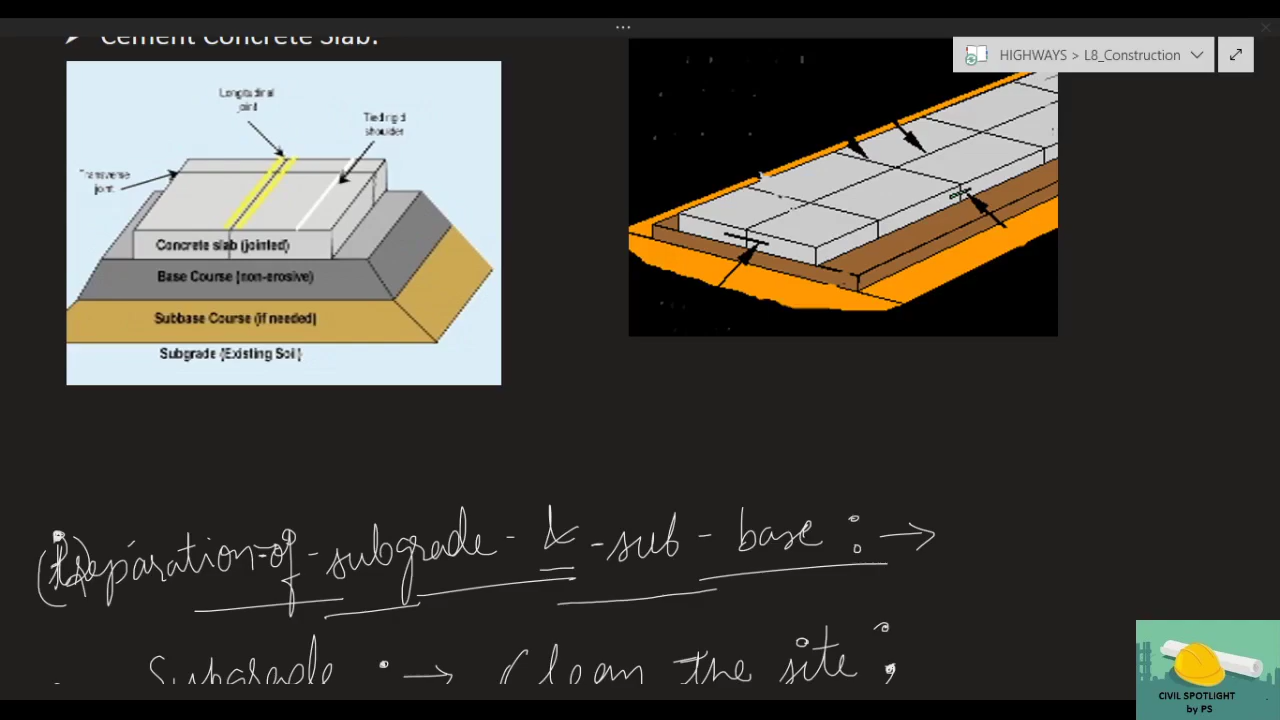 ➤ Cement Concrete Slab:
HIGHWAYS > L8_Construction
Longitudinal
joint
Tied rigid
shoulder
Transverse
joint
Concrete slab (jointed)
Base Course (non-erosive)
Subbase Course (if needed)
Subgrade (Existing Soil)
Preparation-of-subgrade-&-sub-base:→
Subgrade :→ Clean the site ;
CIVIL SPOTLIGHT
by PS